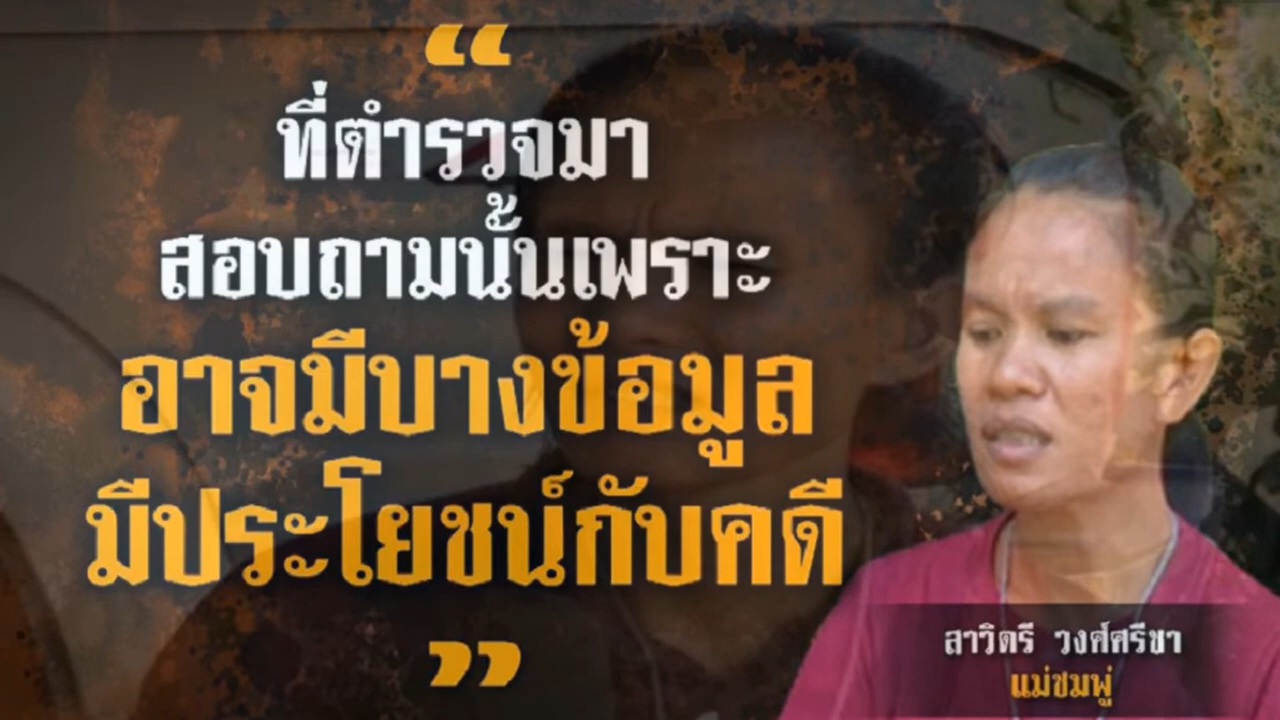 “
ที่ตำรวจมา
สอบถามนั้นเพราะ
อาจมีบางข้อมูล
มีประโยชน์กับคดี
”
สาวิตรี วงศ์ศรีชา
แม่ชมพู่